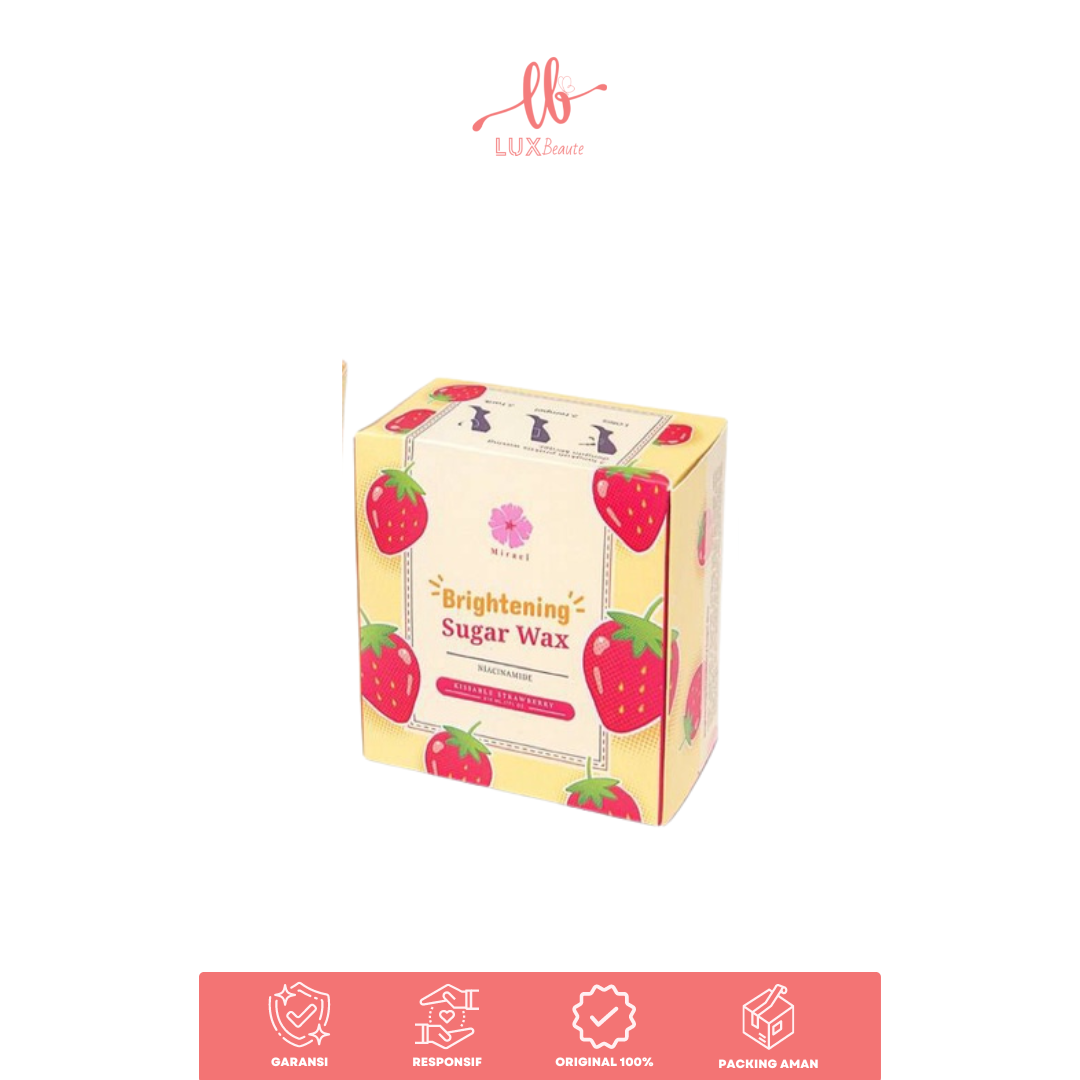 lb
LUX Beaute
Mirael
Brightening
Sugar Wax
NIACINAMIDE
KISSABLE STRAWBERRY
GARANSI
RESPONSIF
ORIGINAL 100%
PACKING AMAN